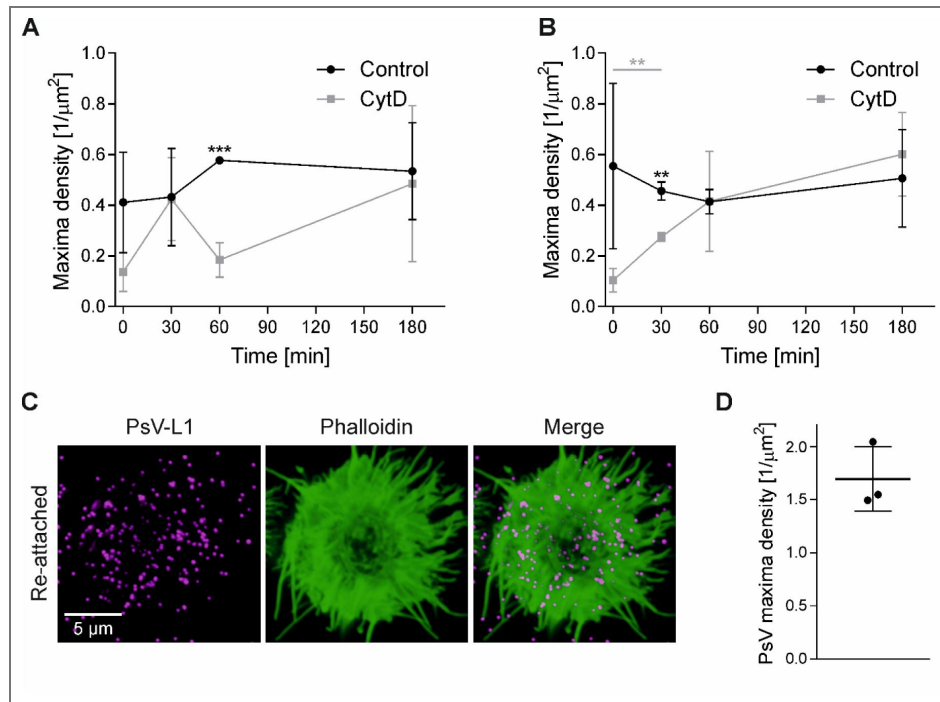 A
Maxima density [1/µm²]
1.0
0.8
0.6
0.4
0.2
0.0
Control
CytD
***
0 30 60 90 120 150 180
Time [min]
B
Maxima density [1/µm²]
1.0
0.8
0.6
0.4
0.2
0.0
**
Control
CytD
**
0 30 60 90 120 150 180
Time [min]
C
PsV-L1 Phalloidin Merge
Re-attached
5 µm
D
PsV maxima density [1/µm²]
2.0
1.5
1.0
0.5
0.0